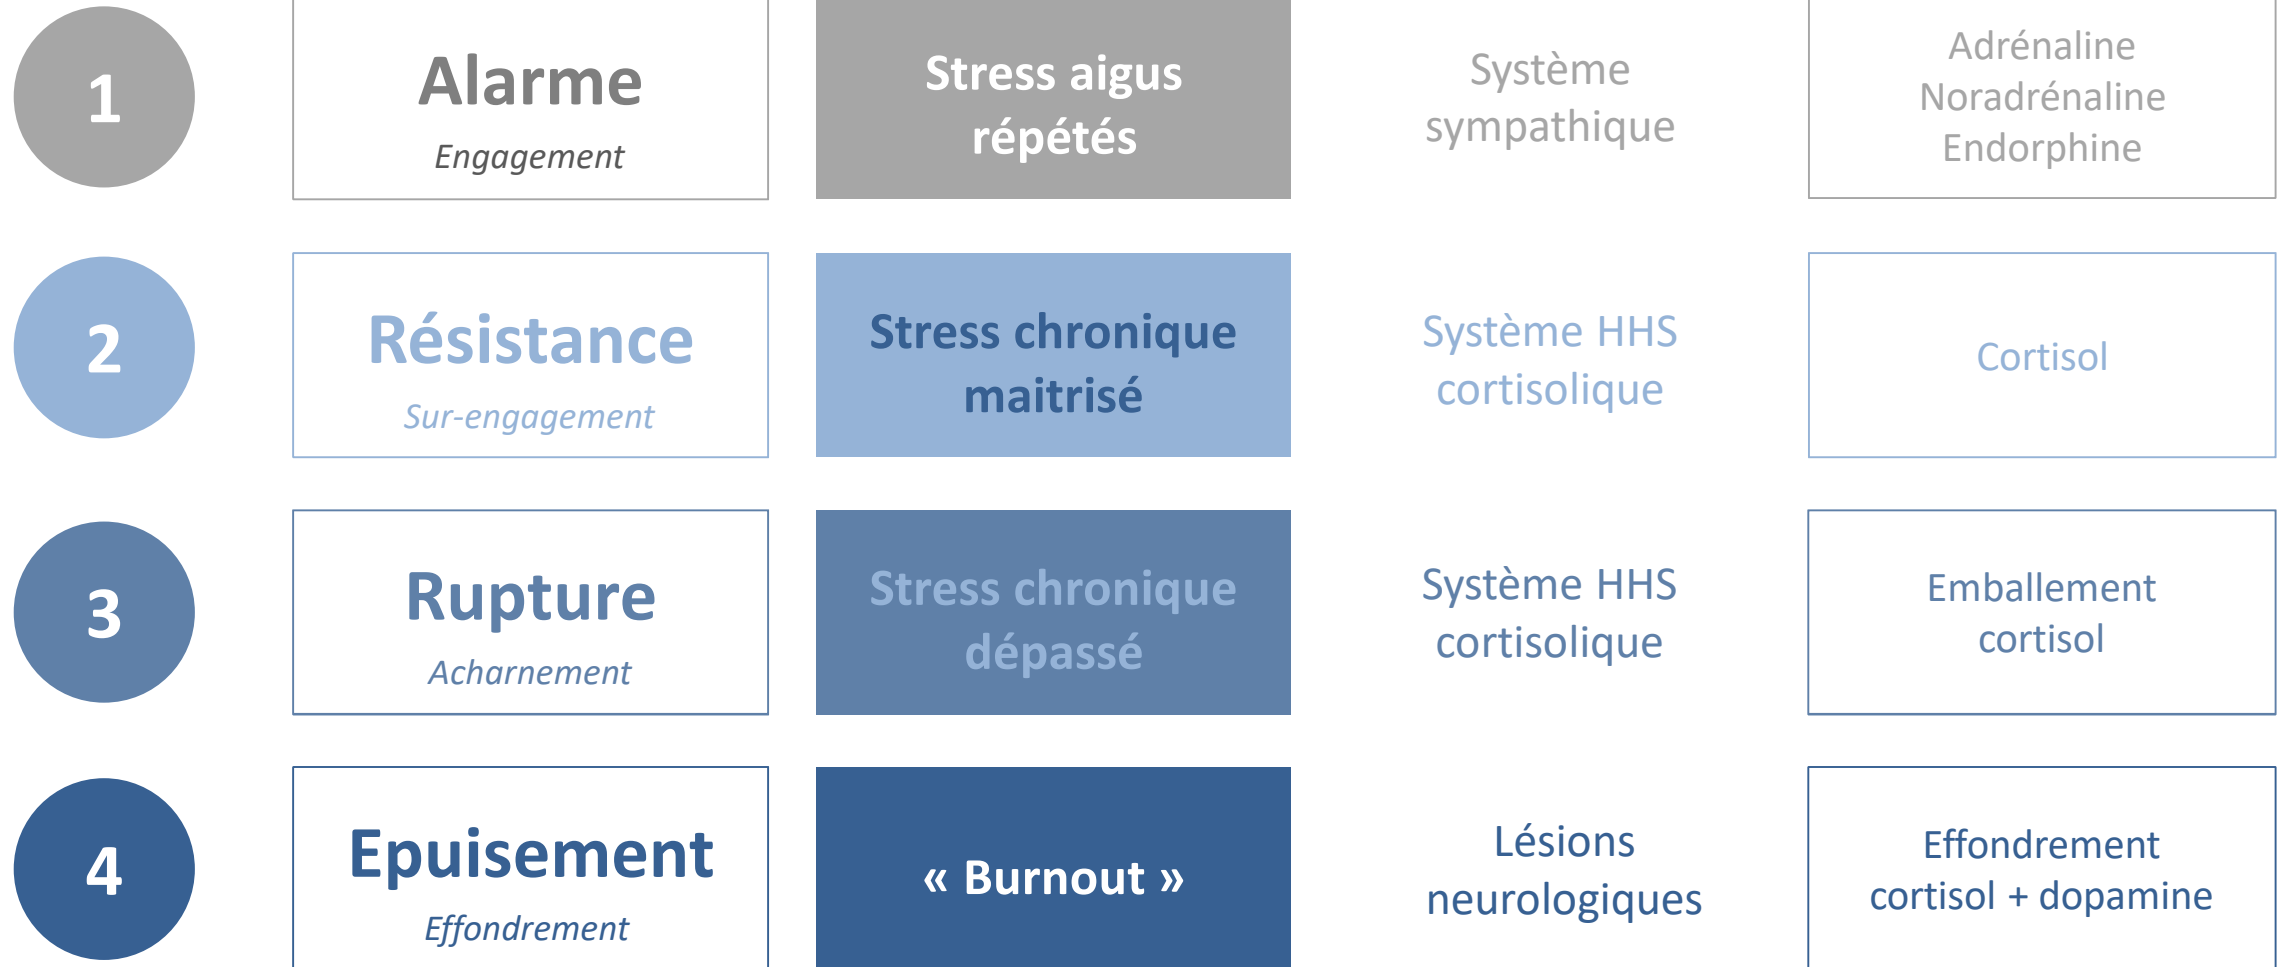 1
Alarme
Engagement
Stress aigus
répétés
Système
sympathique
Adrénaline
Noradrénaline
Endorphine
2
Résistance
Sur-engagement
Stress chronique
maitrisé
Système HHS
cortisolique
Cortisol
3
Rupture
Acharnement
Stress chronique
dépassé
Système HHS
cortisolique
Emballement
cortisol
4
Epuisement
Effondrement
« Burnout »
Lésions
neurologiques
Effondrement
cortisol + dopamine